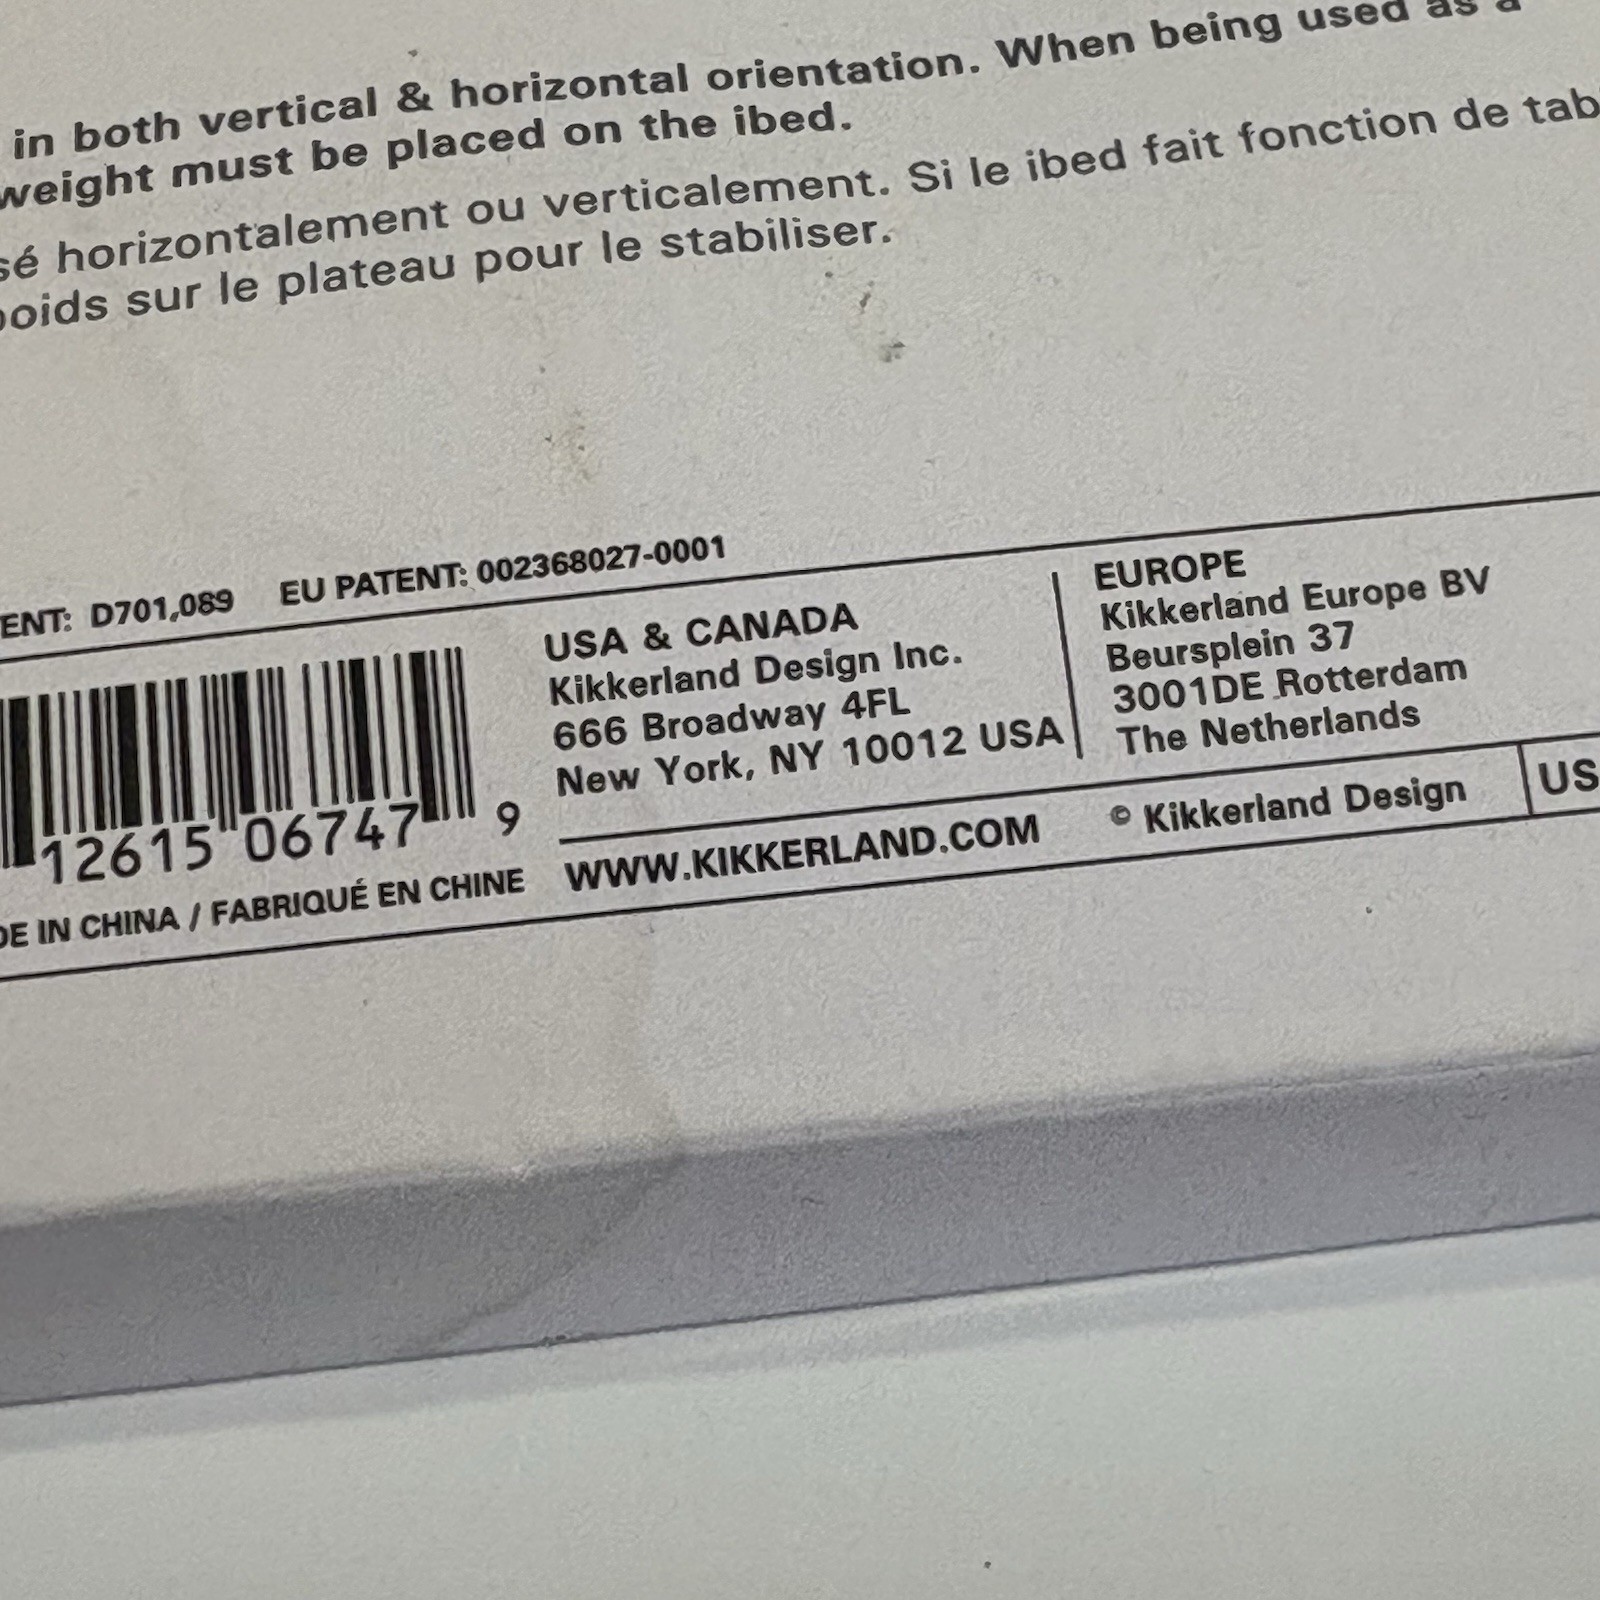 in both vertical & horizontal orientation. When being used as a
weight must be placed on the ibed.
horizontalement ou verticalement. Si le ibed fait fonction de tab
poids sur le plateau pour le stabiliser.
ENT: D701,089 EU PATENT: 002368027-0001
12615 06747 9
DE IN CHINA / FABRIQUÉ EN CHINE
USA & CANADA
Kikkerland Design Inc.
666 Broadway 4FL
New York, NY 10012 USA
EUROPE
Kikkerland Europe BV
Beursplein 37
3001DE Rotterdam
The Netherlands
WWW.KIKKERLAND.COM © Kikkerland Design US